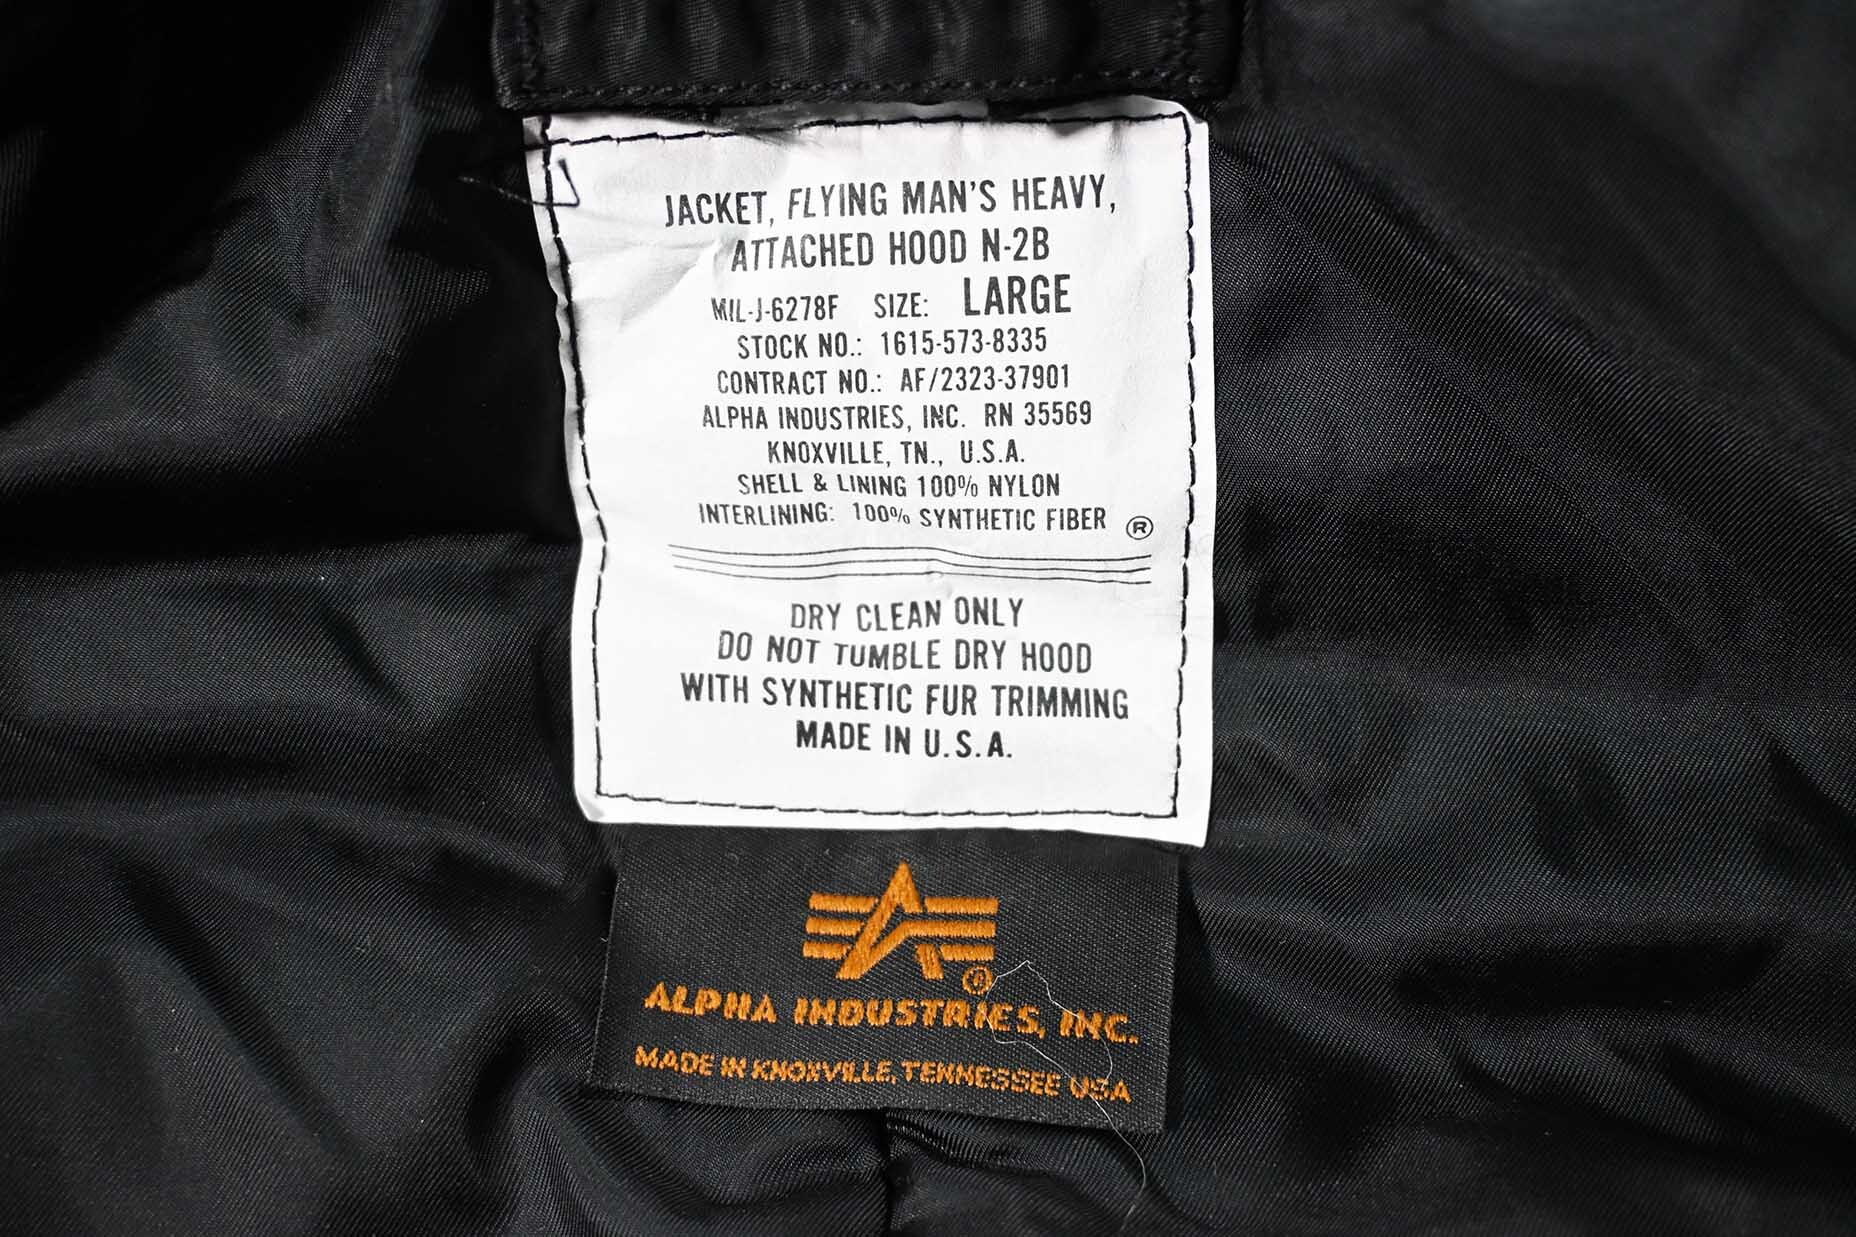 JACKET, FLYING MAN'S HEAVY,
ATTACHED HOOD N-2B
MIL-J-6278F SIZE: LARGE
STOCK NO.: 1615-573-8335
CONTRACT NO.: AF/2323-37901
ALPHA INDUSTRIES, INC. RN 35569
KNOXVILLE, TN., U.S.A.
SHELL & LINING 100% NYLON
INTERLINING: 100% SYNTHETIC FIBER ®
DRY CLEAN ONLY
DO NOT TUMBLE DRY HOOD
WITH SYNTHETIC FUR TRIMMING
MADE IN U.S.A.
®
ALPHA INDUSTRIES, INC.
MADE IN KNOXVILLE, TENNESSEE USA